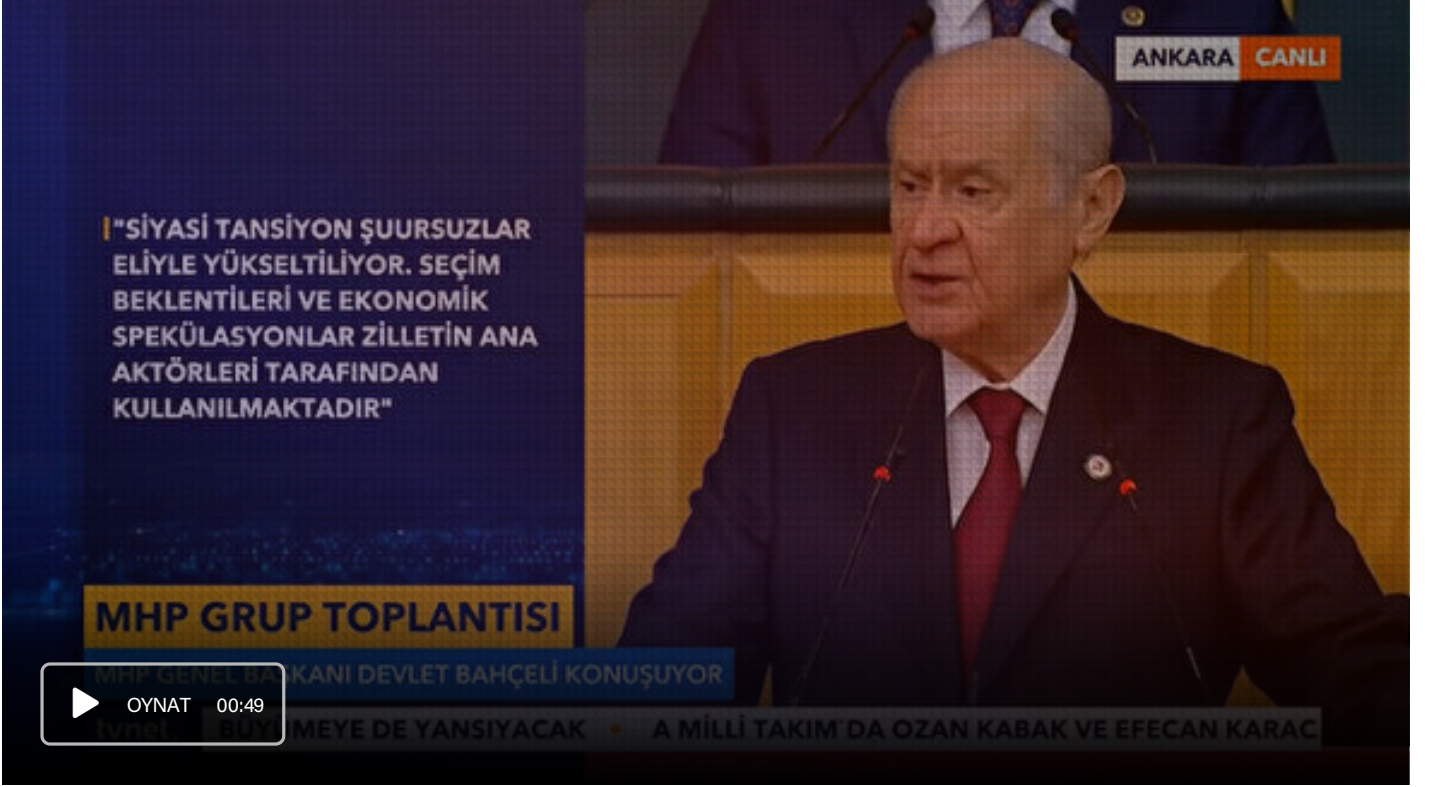 ANKARA CANLI
"SİYASİ TANSİYON ŞUURSUZLAR
ELİYLE YÜKSELTİLİYOR. SEÇİM
BEKLENTİLERİ VE EKONOMİK
SPEKÜLASYONLAR ZİLLETİN ANA
AKTÖRLERİ TARAFINDAN
KULLANILMAKTADIR"
MHP GRUP TOPLANTISI
MHP GENEL BAŞKANI DEVLET BAHÇELİ KONUŞUYOR
OYNAT 00:49
tvnet BÜYÜMEYE DE YANSIYACAK • A MİLLİ TAKIM'DA OZAN KABAK VE EFECAN KARAC